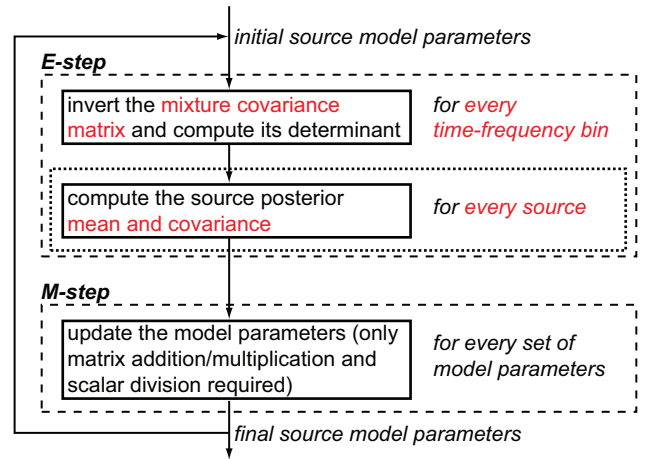 initial source model parameters
E-step
invert the mixture covariance
matrix and compute its determinant
for every
time-frequency bin
compute the source posterior
mean and covariance
for every source
M-step
update the model parameters (only
matrix addition/multiplication and
scalar division required)
for every set of
model parameters
final source model parameters